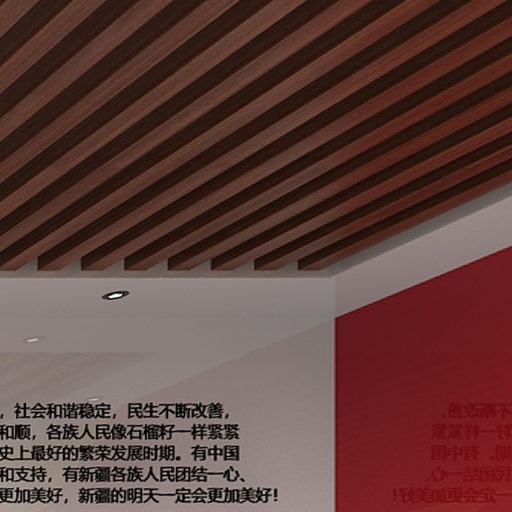 ，社会和谐稳定，民生不断改善，
和顺，各族人民像石榴籽一样紧紧
史上最好的繁荣发展时期。有中国
和支持，有新疆各族人民团结一心、
更加美好，新疆的明天一定会更加美好！